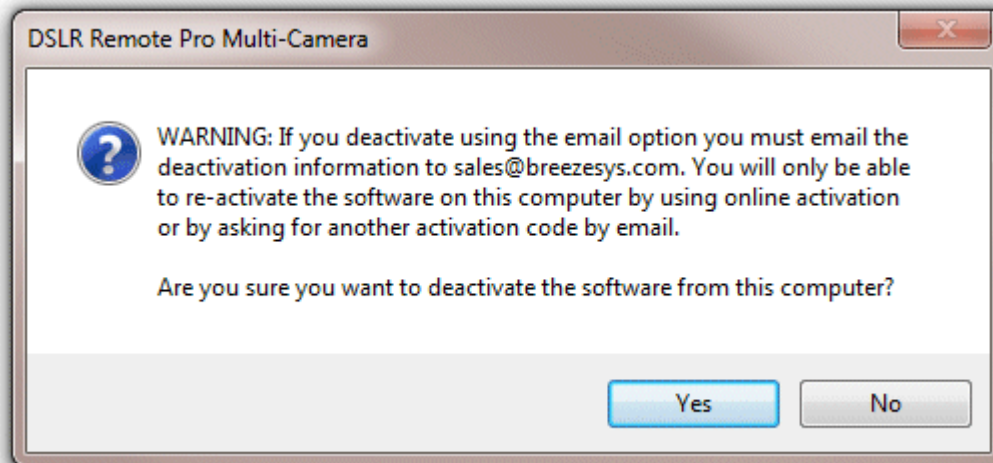 DSLR Remote Pro Multi-Camera
WARNING: If you deactivate using the email option you must email the
deactivation information to sales@breezesys.com. You will only be able
to re-activate the software on this computer by using online activation
or by asking for another activation code by email.
Are you sure you want to deactivate the software from this computer?
Yes
No